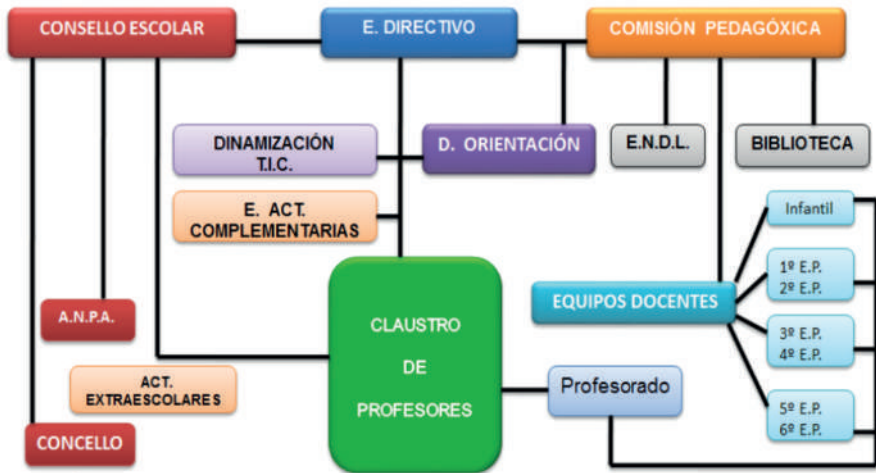 CONSELLO ESCOLAR
E. DIRECTIVO
COMISIÓN PEDAGÓXICA
DINAMIZACIÓN
T.I.C.
D. ORIENTACIÓN
E.N.D.L.
BIBLIOTECA
E. ACT.
COMPLEMENTARIAS
Infantil
1º E.P.
2º E.P.
EQUIPOS DOCENTES
A.N.P.A.
CLAUSTRO
DE
PROFESORES
3º E.P.
4º E.P.
ACT.
EXTRAESCOLARES
Profesorado
5º E.P.
6º E.P.
CONCELLO